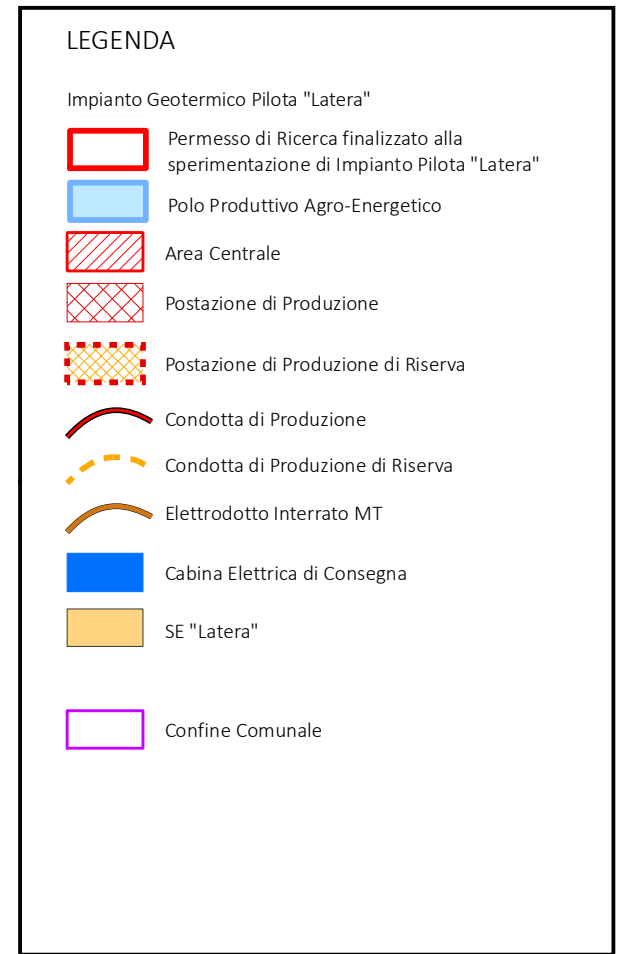 LEGENDA
Impianto Geotermico Pilota "Latera"
Permesso di Ricerca finalizzato alla
sperimentazione di Impianto Pilota "Latera"
Polo Produttivo Agro-Energetico
Area Centrale
Postazione di Produzione
Postazione di Produzione di Riserva
Condotta di Produzione
Condotta di Produzione di Riserva
Elettrodotto Interrato MT
Cabina Elettrica di Consegna
SE "Latera"
Confine Comunale